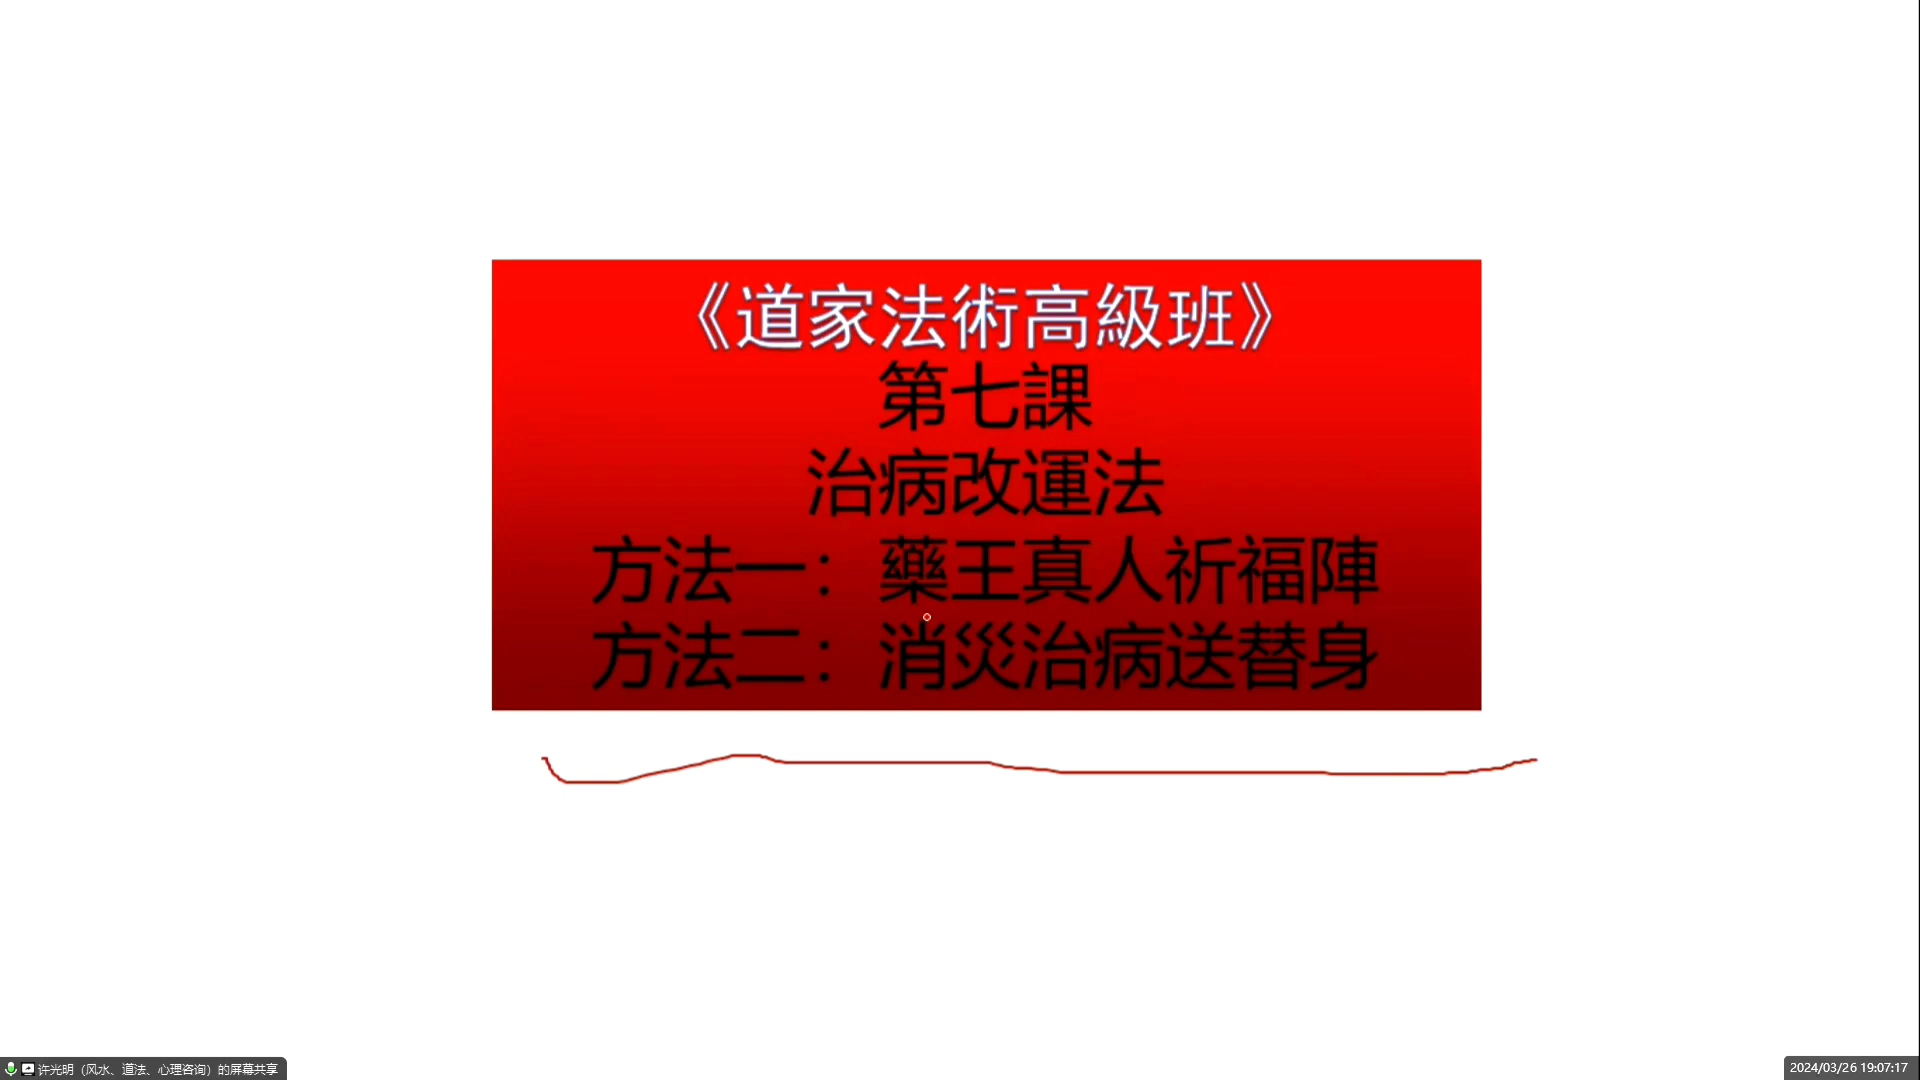 《道家法術高級班》
第七課
治病改運法
方法一：藥王真人祈福陣
方法二：消災治病送替身
许光明（风水、道法、心理咨询）的屏幕共享
2024/03/26 19:07:17